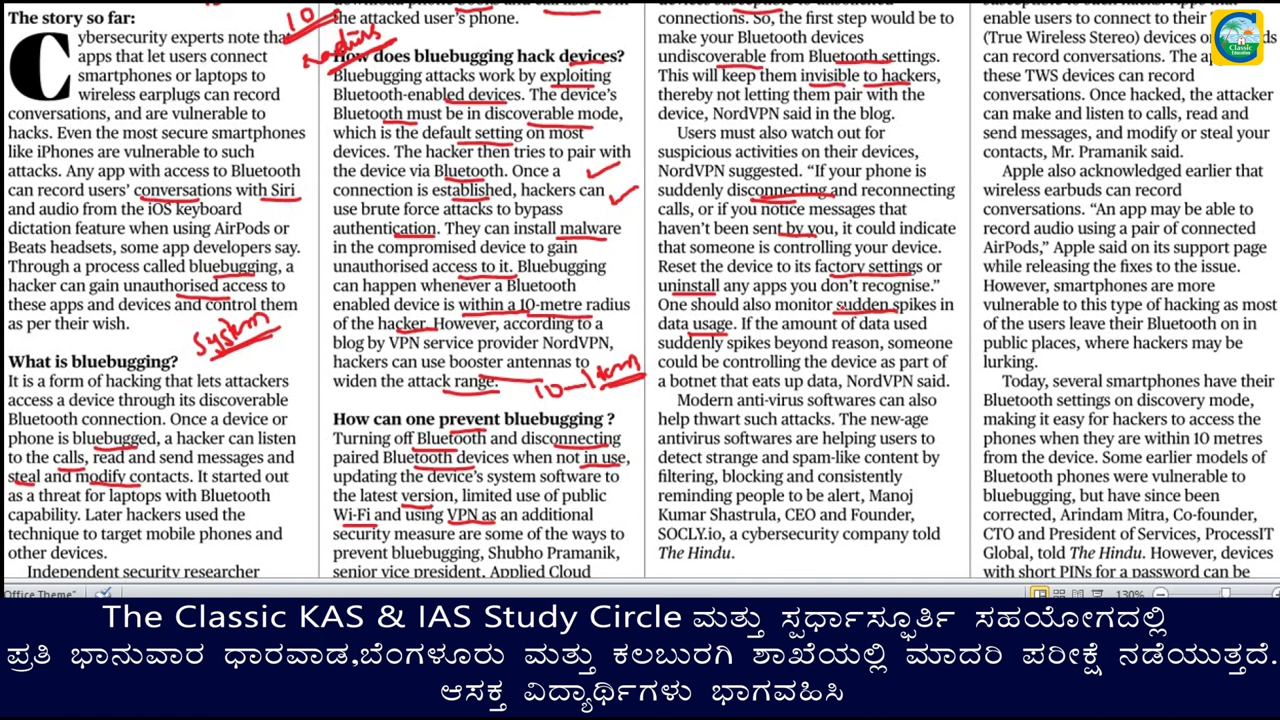 The story so far:
Cybersecurity experts note that
apps that let users connect
smartphones or laptops to
wireless earplugs can record
conversations, and are vulnerable to
hacks. Even the most secure smartphones
like iPhones are vulnerable to such
attacks. Any app with access to Bluetooth
can record users' conversations with Siri
and audio from the iOS keyboard
dictation feature when using AirPods or
Beats headsets, some app developers say.
Through a process called bluebugging, a
hacker can gain unauthorised access to
these apps and devices and control them
as per their wish.
System
What is bluebugging?
It is a form of hacking that lets attackers
access a device through its discoverable
Bluetooth connection. Once a device or
phone is bluebugged, a hacker can listen
to the calls, read and send messages and
steal and modify contacts. It started out
as a threat for laptops with Bluetooth
capability. Later hackers used the
technique to target mobile phones and
other devices.
Independent security researcher
10
the attacked user's phone.
How does bluebugging hack devices?
Bluebugging attacks work by exploiting
Bluetooth-enabled devices. The device's
Bluetooth must be in discoverable mode,
which is the default setting on most
devices. The hacker then tries to pair with
the device via Bluetooth. Once a
connection is established, hackers can
use brute force attacks to bypass
authentication. They can install malware
in the compromised device to gain
unauthorised access to it. Bluebugging
can happen whenever a Bluetooth
enabled device is within a 10-metre radius
of the hacker. However, according to a
blog by VPN service provider NordVPN,
hackers can use booster antennas to
widen the attack range.
How can one prevent bluebugging ?
Turning off Bluetooth and disconnecting
paired Bluetooth devices when not in use,
updating the device's system software to
the latest version, limited use of public
Wi-Fi and using VPN as an additional
security measure are some of the ways to
prevent bluebugging, Shubho Pramanik,
senior vice president, Applied Cloud
connections. So, the first step would be to
make your Bluetooth devices
undiscoverable from Bluetooth settings.
This will keep them invisible to hackers,
thereby not letting them pair with the
device, NordVPN said in the blog.
Users must also watch out for
suspicious activities on their devices,
NordVPN suggested. "If your phone is
suddenly disconnecting and reconnecting
calls, or if you notice messages that
haven't been sent by you, it could indicate
that someone is controlling your device.
Reset the device to its factory settings or
uninstall any apps you don't recognise."
One should also monitor sudden spikes in
data usage. If the amount of data used
suddenly spikes beyond reason, someone
could be controlling the device as part of
a botnet that eats up data, NordVPN said.
Modern anti-virus softwares can also
help thwart such attacks. The new-age
antivirus softwares are helping users to
detect strange and spam-like content by
filtering, blocking and consistently
reminding people to be alert, Manoj
Kumar Shastrula, CEO and Founder,
SOCLY.io, a cybersecurity company told
The Hindu.
enable users to connect to their
(True Wireless Stereo) devices or
can record conversations. The
these TWS devices can record
conversations. Once hacked, the attacker
can make and listen to calls, read and
send messages, and modify or steal your
contacts, Mr. Pramanik said.
Apple also acknowledged earlier that
wireless earbuds can record
conversations. "An app may be able to
record audio using a pair of connected
AirPods," Apple said on its support page
while releasing the fixes to the issue.
However, smartphones are more
vulnerable to this type of hacking as most
of the users leave their Bluetooth on in
public places, where hackers may be
lurking.
Today, several smartphones have their
Bluetooth settings on discovery mode,
making it easy for hackers to access the
phones when they are within 10 metres
from the device. Some earlier models of
Bluetooth phones were vulnerable to
bluebugging, but have since been
corrected, Arindam Mitra, Co-founder,
CTO and President of Services, ProcessIT
Global, told The Hindu. However, devices
with short PINs for a password can be
Classic
Education
Office Theme"
130%
The Classic KAS & IAS Study Circle ಮತ್ತು ಸ್ಪರ್ಧಾಸ್ಫೂರ್ತಿ ಸಹಯೋಗದಲ್ಲಿ
ಪ್ರತಿ ಭಾನುವಾರ ಧಾರವಾಡ,ಬೆಂಗಳೂರು ಮತ್ತು ಕಲಬುರಗಿ ಶಾಖೆಯಲ್ಲಿ ಮಾದರಿ ಪರೀಕ್ಷೆ ನಡೆಯುತ್ತದೆ.
ಆಸಕ್ತ ವಿದ್ಯಾರ್ಥಿಗಳು ಭಾಗವಹಿಸಿ